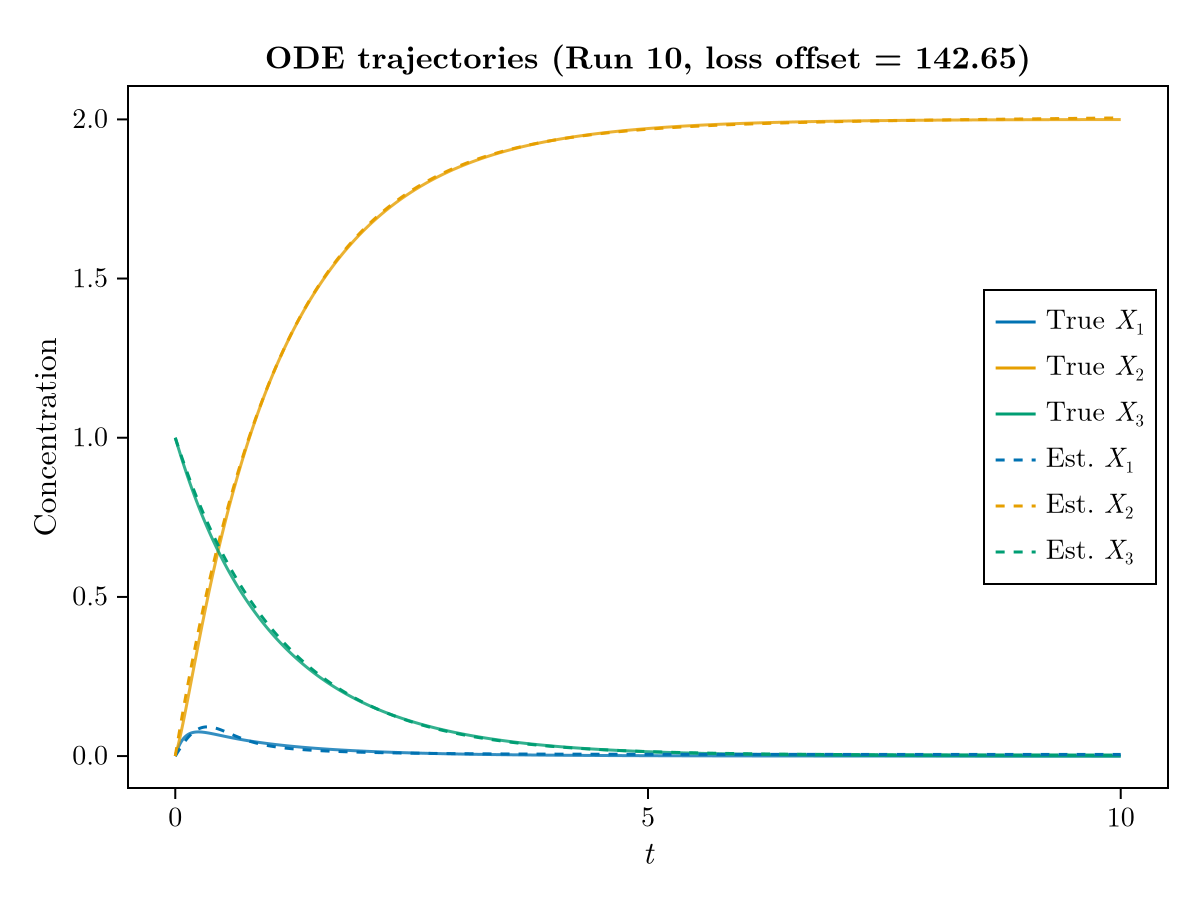 ODE trajectories (Run 10, loss offset = 142.65)
2.0
1.5
1.0
0.5
0.0
Concentration
0
5
10
t
True X₁
True X₂
True X₃
Est. X₁
Est. X₂
Est. X₃